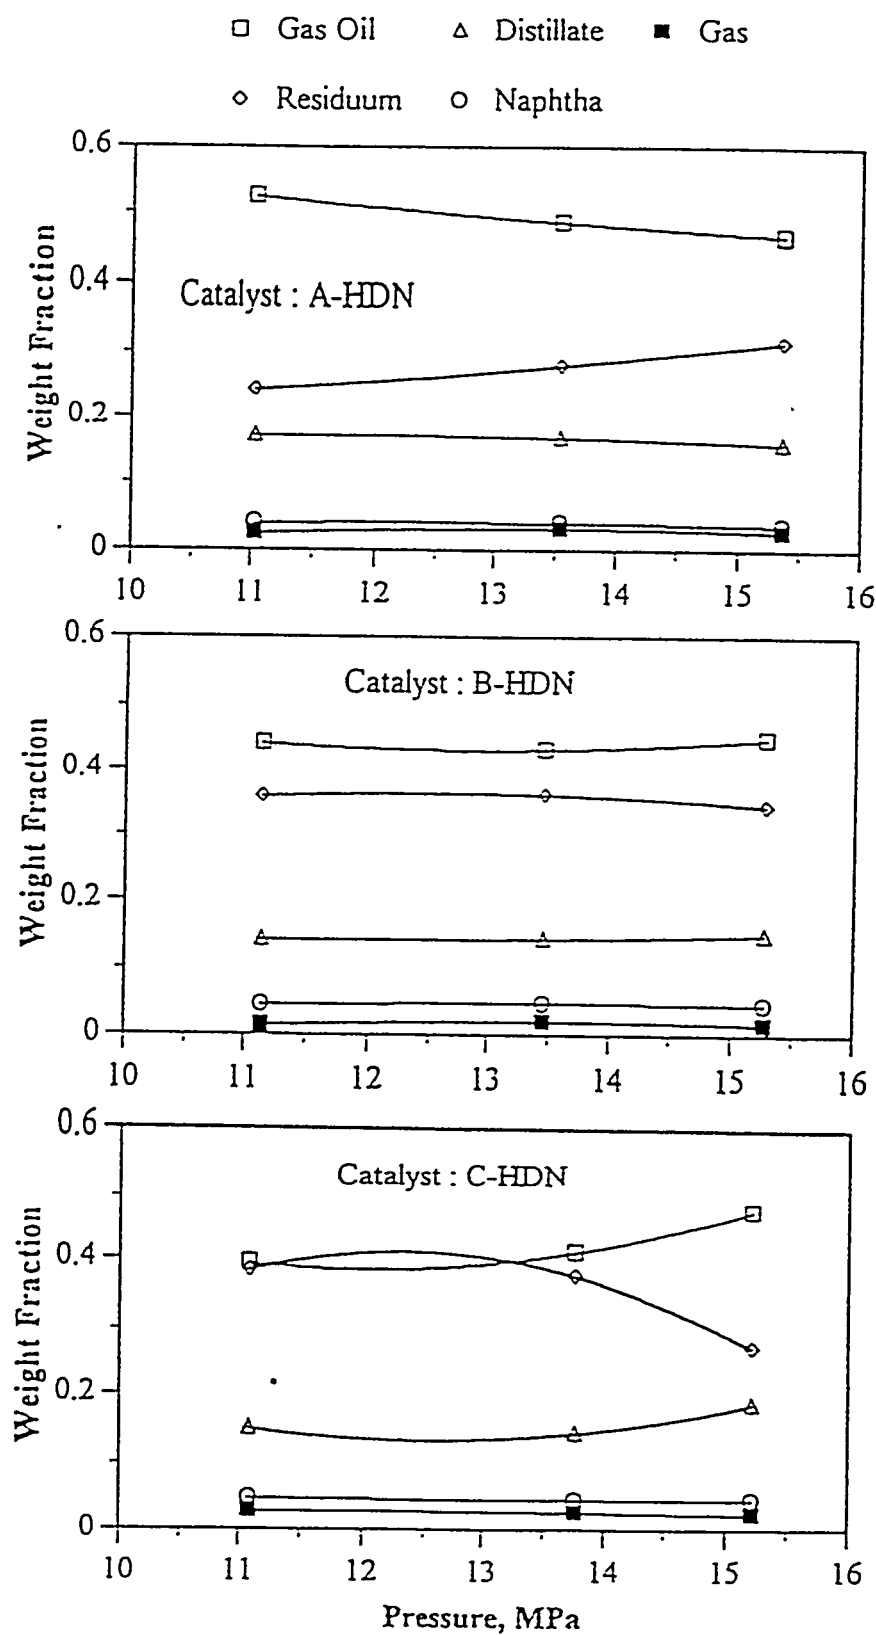 Gas Oil Distillate Gas
Residuum Naphtha
0.6
0.4
0.2
0
Weight Fraction
Catalyst : A-HDN
10 11 12 13 14 15 16
0.6
0.4
0.2
0
Weight Fraction
Catalyst : B-HDN
10 11 12 13 14 15 16
0.6
0.4
0.2
0
Weight Fraction
Catalyst : C-HDN
10 11 12 13 14 15 16
Pressure, MPa